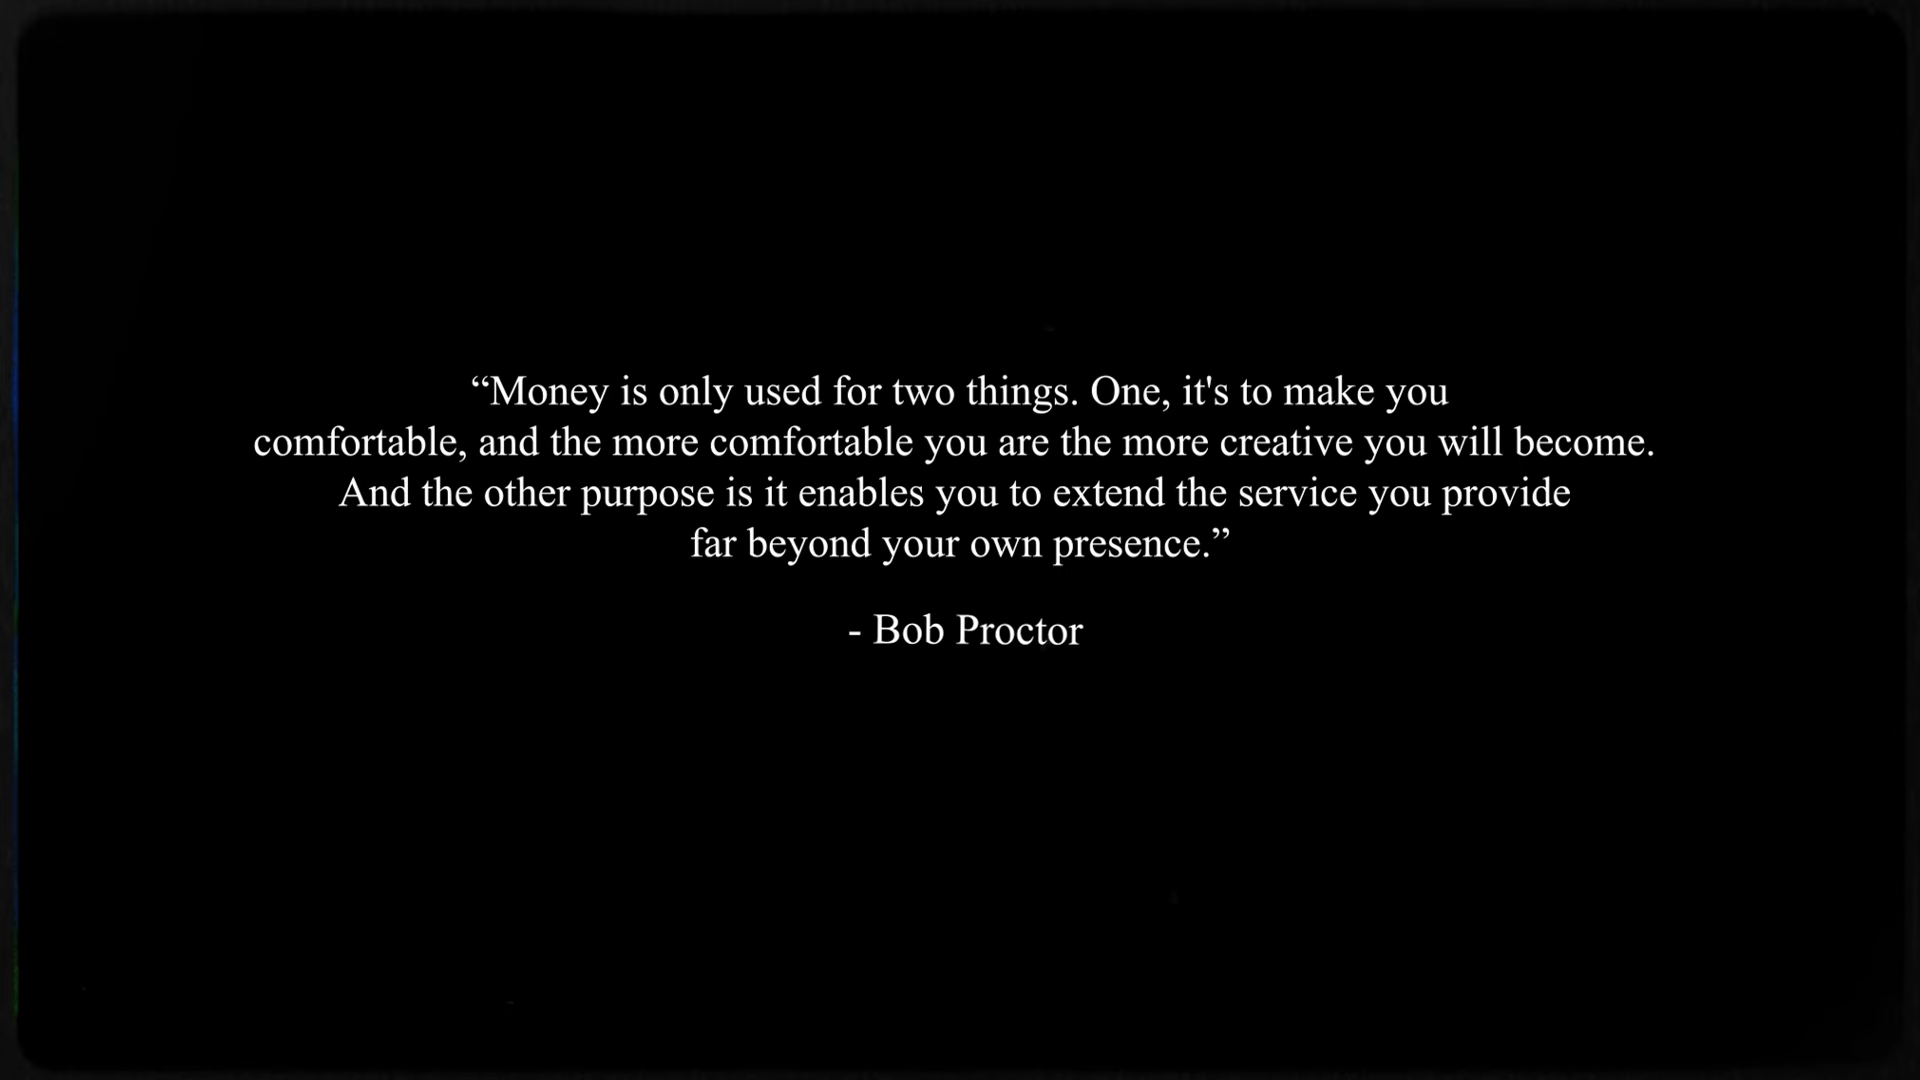 “Money is only used for two things. One, it's to make you
comfortable, and the more comfortable you are the more creative you will become.
And the other purpose is it enables you to extend the service you provide
far beyond your own presence.”
- Bob Proctor